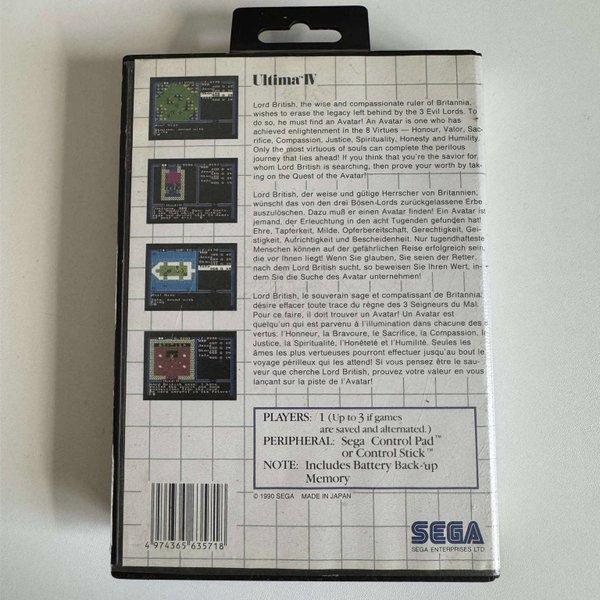 Ultima™IV
Lord British, the wise and compassionate ruler of Britannia,
wishes to erase the legacy left behind by the 3 Evil Lords. To
do so, he must find an Avatar! An Avatar is one who has
achieved enlightenment in the 8 Virtues — Honour, Valor, Sac-
rifice, Compassion, Justice, Spirituality, Honesty and Humility.
Only the most virtuous of souls can complete the perilous
journey that lies ahead! If you think that you're the savior for
whom Lord British is searching, then prove your worth by tak-
ing on the Quest of the Avatar!
Lord British, der weise und gütige Herrscher von Britannien,
wünscht das von den drei Bösen-Lords zurückgelassene Erbe
auszulöschen. Dazu muß er einen Avatar finden! Ein Avatar ist
jemand, der Erleuchtung in den acht Tugenden gefunden hat:
Ehre, Tapferkeit, Milde, Opferbereitschaft, Gerechtigkeit, Gei-
stigkeit, Aufrichtigkeit und Bescheidenheit. Nur tugendhafteste
Menschen können auf der gefährlichen Reise erfolgreich sein,
die vor Ihnen liegt! Wenn Sie glauben, Sie seien der Retter,
nach dem Lord British sucht, so beweisen Sie Ihren Wert, in-
dem Sie die Suche des Avatar unternehmen!
Lord British, le souverain sage et compatissant de Britannia,
désire effacer toute trace du règne des 3 Seigneurs du Mal.
Pour ce faire, il doit trouver un Avatar! Un Avatar est
quelqu'un qui est parvenu à l'illumination dans chacune des
vertus: l'Honneur, la Bravoure, le Sacrifice, la Compassion, l
Justice, la Spiritualité, l'Honêteté et l'Humilité. Seules les
âmes les plus vertueuses pourront effectuer jusqu'au bout le
voyage périlleux qui les attend! Si vous pensez être le sau-
veur que cherche Lord British, prouvez votre valeur en vous
lançant sur la piste de l'Avatar!
PLAYERS: 1 (Up to 3 if games
are saved and alternated.)
PERIPHERAL: Sega Control Pad™
or Control Stick™
NOTE: Includes Battery Back-up
Memory
© 1990 SEGA MADE IN JAPAN
4 974365 635718
SEGA
SEGA ENTERPRISES LTD.